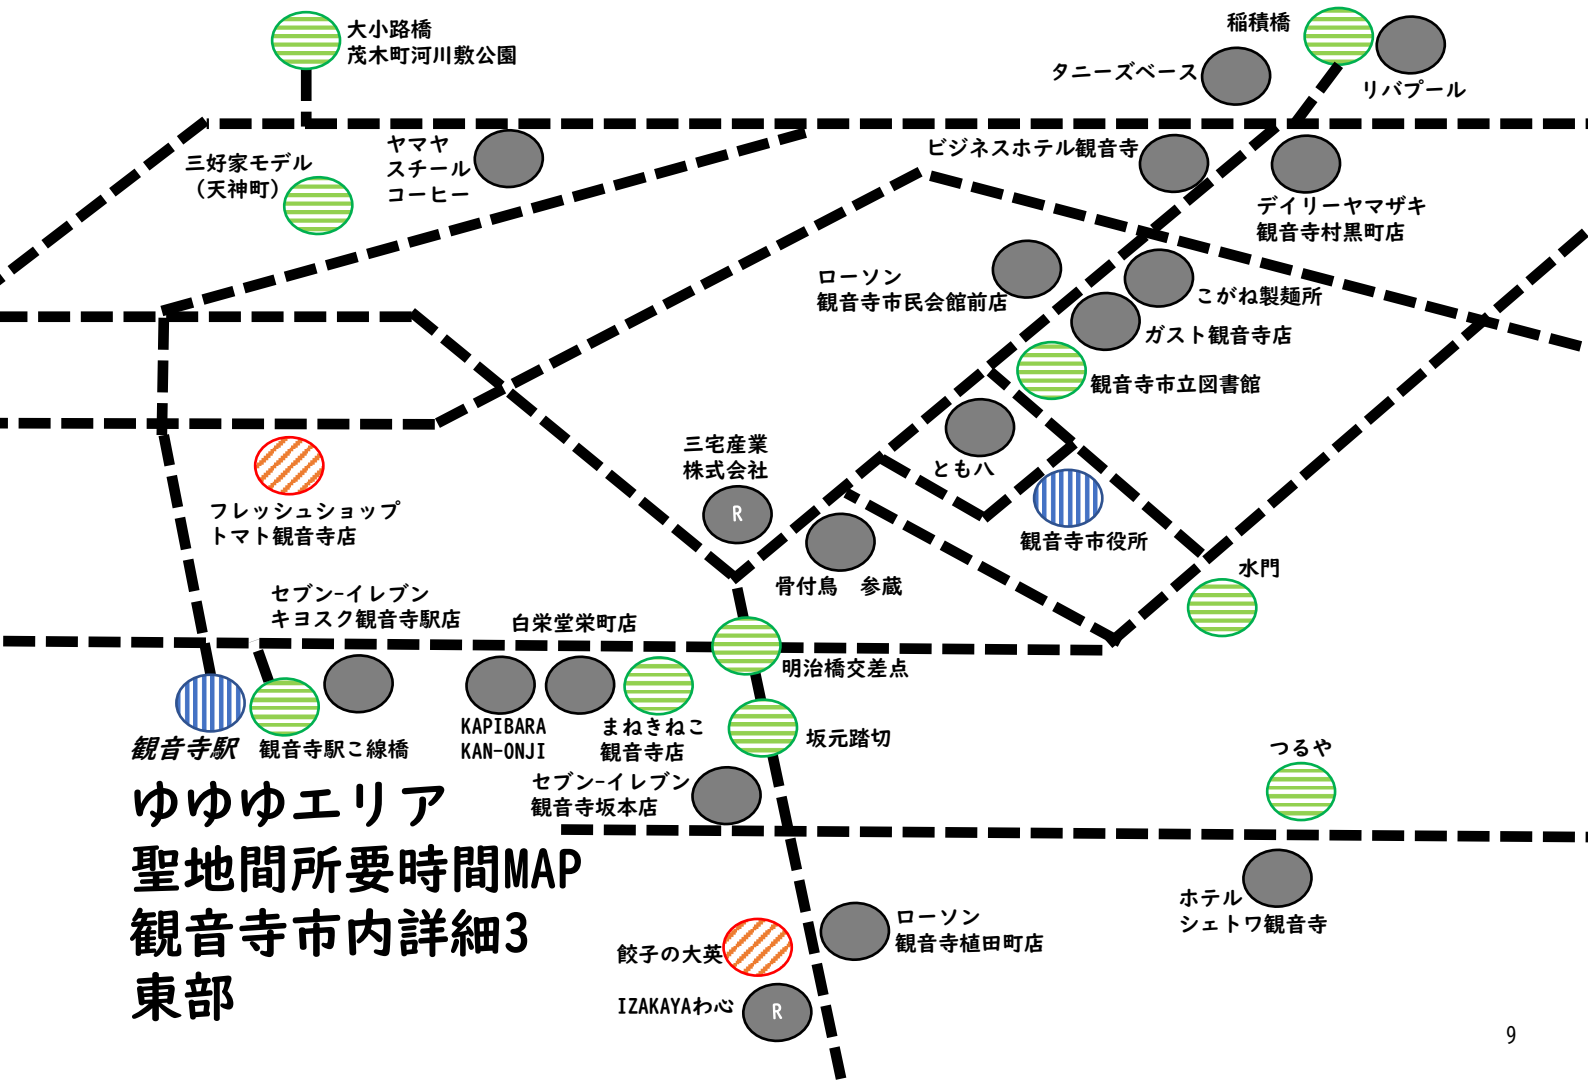 大小路橋
茂木町河川敷公園
稲積橋
タニーズベース
リバプール
ヤマヤ
スチール
コーヒー
三好家モデル
（天神町）
ビジネスホテル観音寺
デイリーヤマザキ
観音寺村黒町店
ローソン
観音寺市民会館前店
こがね製麺所
ガスト観音寺店
観音寺市立図書館
三宅産業
株式会社
R
とも八
フレッシュショップ
トマト観音寺店
観音寺市役所
水門
骨付鳥　参蔵
セブン-イレブン
キヨスク観音寺駅店
白栄堂栄町店
明治橋交差点
観音寺駅
観音寺駅こ線橋
KAPIBARA
KAN-ONJI
まねきねこ
観音寺店
坂元踏切
つるや
セブン-イレブン
観音寺坂本店
ゆゆゆエリア
聖地間所要時間MAP
観音寺市内詳細3
東部
ホテル
シェトワ観音寺
ローソン
観音寺植田町店
餃子の大英
IZAKAYAわ心
R
9